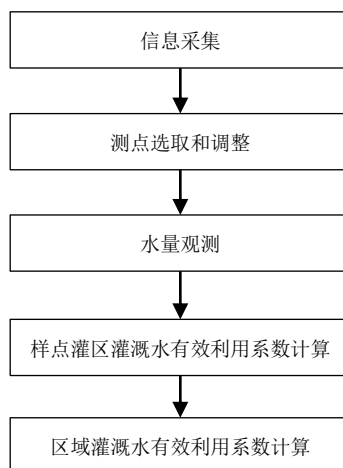 信息采集
测点选取和调整
水量观测
样点灌区灌溉水有效利用系数计算
区域灌溉水有效利用系数计算